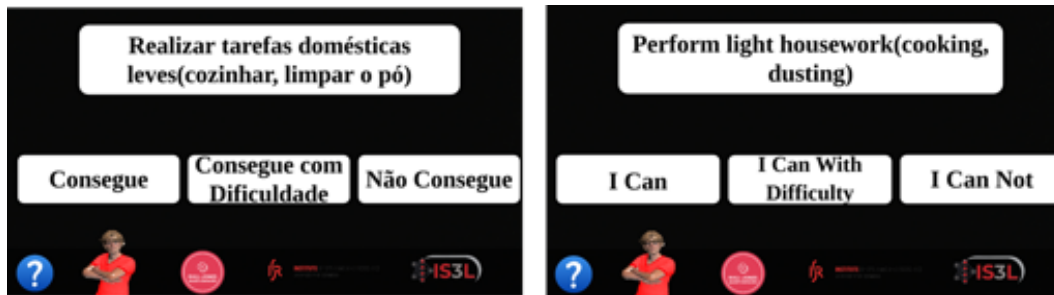 Realizar tarefas domésticas
leves(cozinhar, limpar o pó)
Consegue
Consegue com
Dificuldade
Não Consegue
?
IS3L
Perform light housework(cooking,
dusting)
I Can
I Can With
Difficulty
I Can Not
?
IS3L